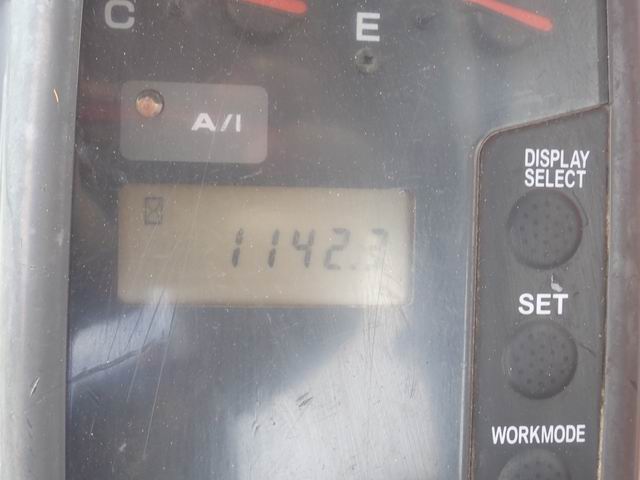 C
E
A/I
1142.3
DISPLAY
SELECT
SET
WORKMODE